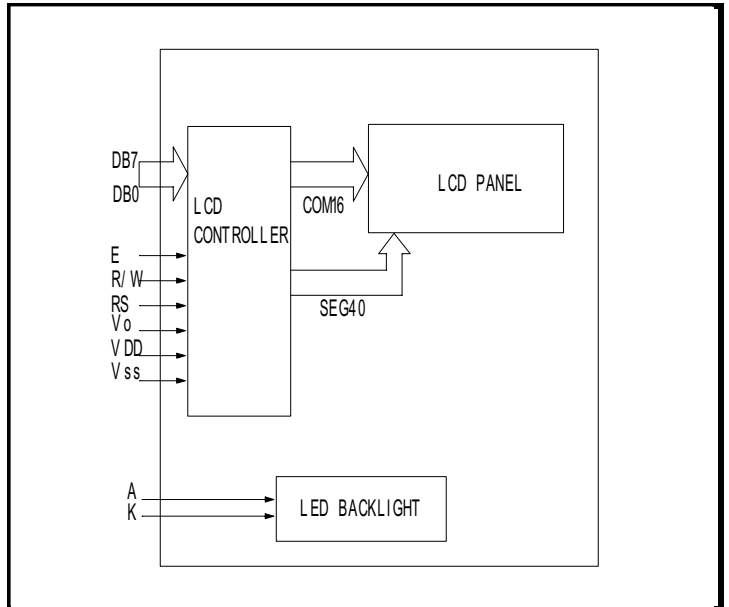 DB7
DB0
LCD
CONTROLLER
COM16
LCD PANEL
SEG40
E
R/W
RS
Vo
VDD
Vss
A
K
LED BACKLIGHT